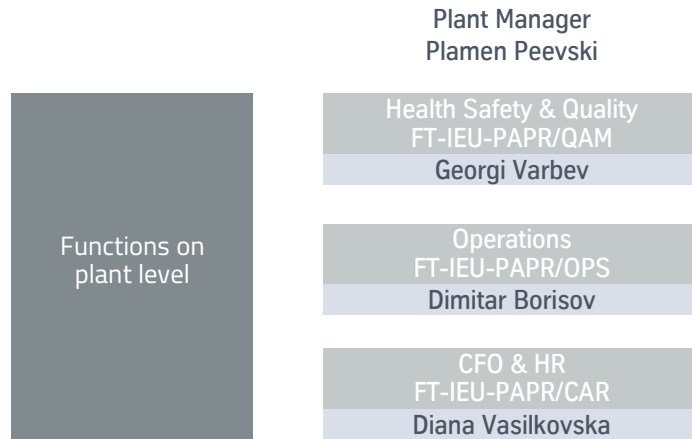 Plant Manager
Plamen Peevski
Functions on
plant level
Health Safety & Quality
FT-IEU-PAPR/QAM
Georgi Varbev
Operations
FT-IEU-PAPR/OPS
Dimitar Borisov
CFO & HR
FT-IEU-PAPR/CAR
Diana Vasilkovska